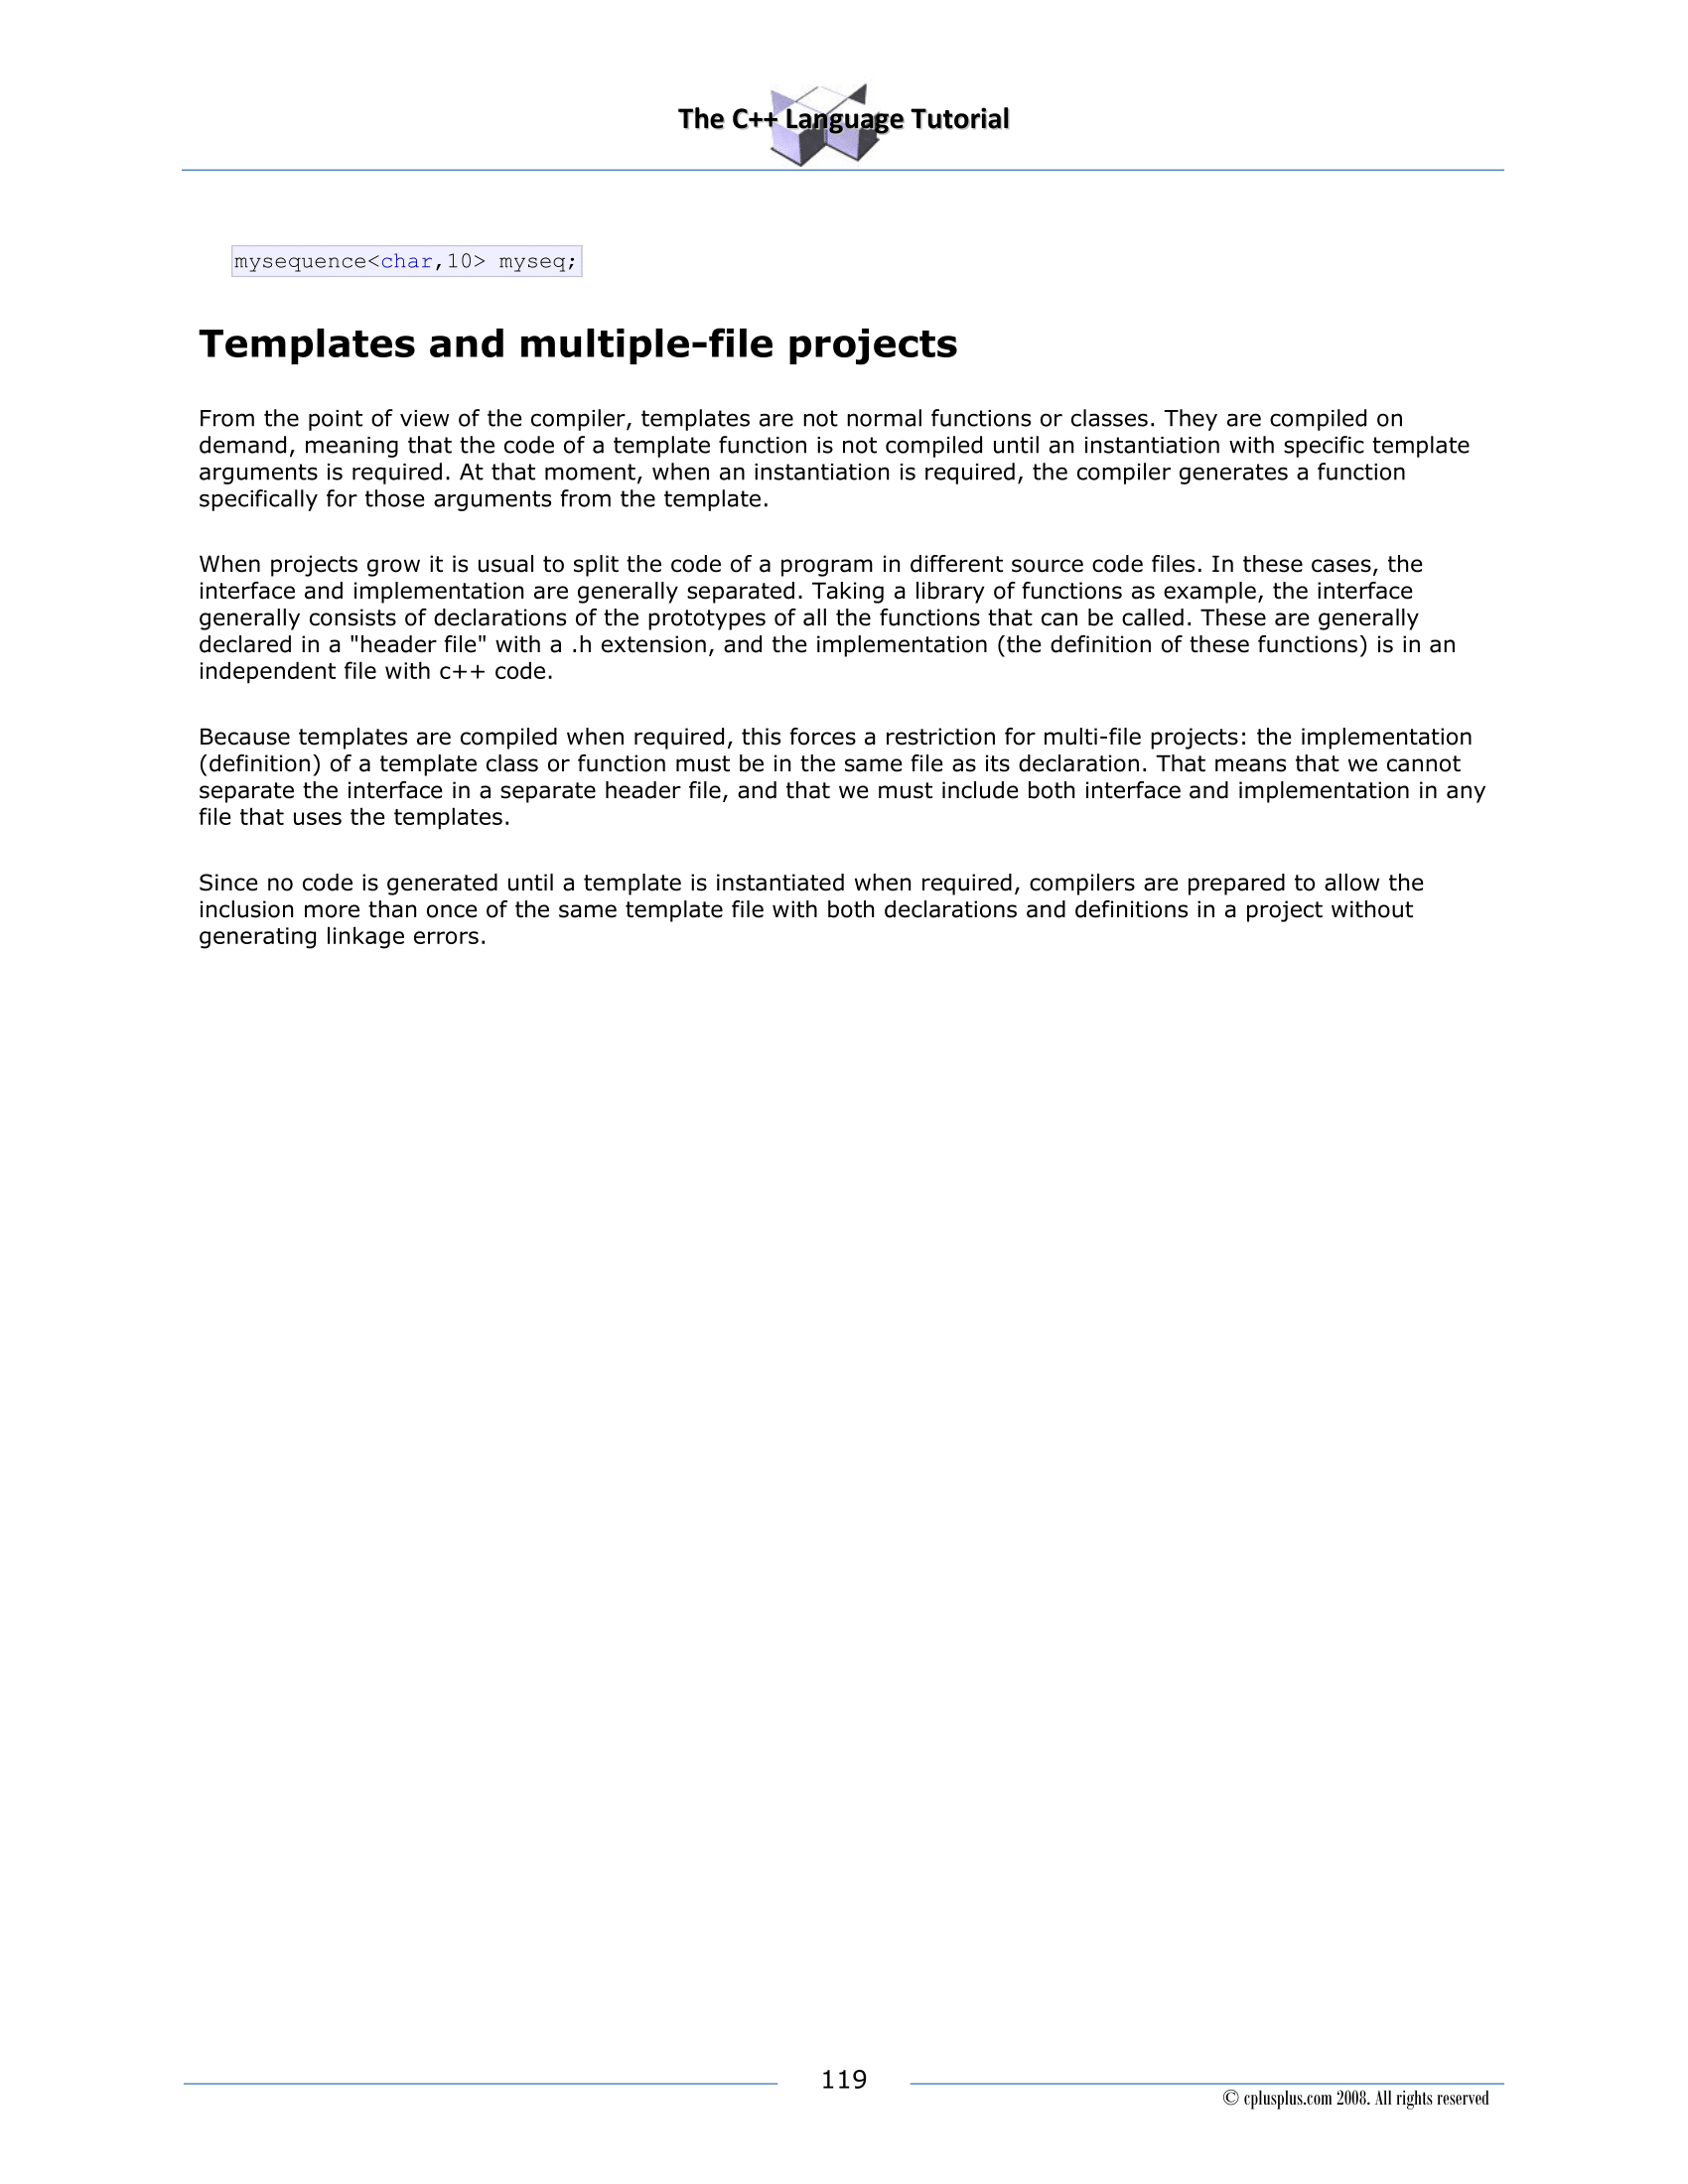 The C++ Language Tutorial
mysequence<char,10> myseq;
Templates and multiple-file projects
From the point of view of the compiler, templates are not normal functions or classes. They are compiled on
demand, meaning that the code of a template function is not compiled until an instantiation with specific template
arguments is required. At that moment, when an instantiation is required, the compiler generates a function
specifically for those arguments from the template.
When projects grow it is usual to split the code of a program in different source code files. In these cases, the
interface and implementation are generally separated. Taking a library of functions as example, the interface
generally consists of declarations of the prototypes of all the functions that can be called. These are generally
declared in a "header file" with a .h extension, and the implementation (the definition of these functions) is in an
independent file with c++ code.
Because templates are compiled when required, this forces a restriction for multi-file projects: the implementation
(definition) of a template class or function must be in the same file as its declaration. That means that we cannot
separate the interface in a separate header file, and that we must include both interface and implementation in any
file that uses the templates.
Since no code is generated until a template is instantiated when required, compilers are prepared to allow the
inclusion more than once of the same template file with both declarations and definitions in a project without
generating linkage errors.
119
© cplusplus.com 2008. All rights reserved